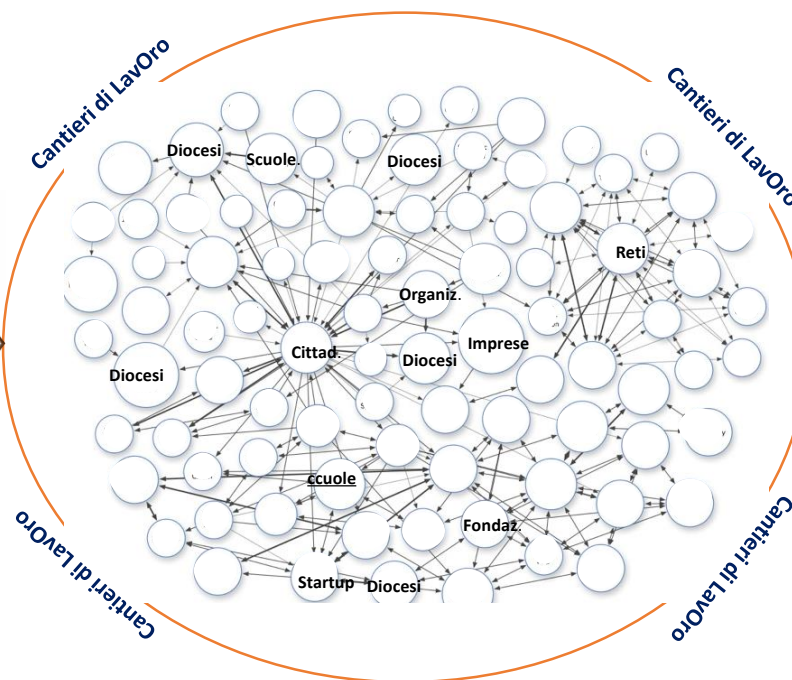 Cantieri di LavOro
Cantieri di LavOro
Diocesi
Scuole.
Diocesi
Reti
Organiz.
Cittad.
Imprese
Diocesi
Diocesi
ccuole
Fondaz.
Startup
Diocesi
Cantieri di LavOro
Cantieri di LavOro